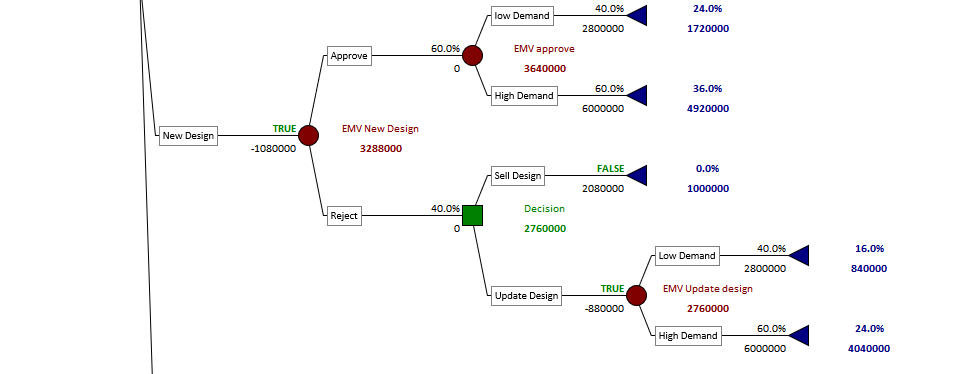 low Demand 40.0% 24.0%
2800000 1720000
Approve 60.0% EMV approve
0 3640000
High Demand 60.0% 36.0%
6000000 4920000
New Design TRUE EMV New Design
-1080000 3288000
Sell Design FALSE 0.0%
2080000 1000000
Reject 40.0% Decision
0 2760000
Low Demand 40.0% 16.0%
2800000 840000
Update Design TRUE EMV Update design
-880000 2760000
High Demand 60.0% 24.0%
6000000 4040000